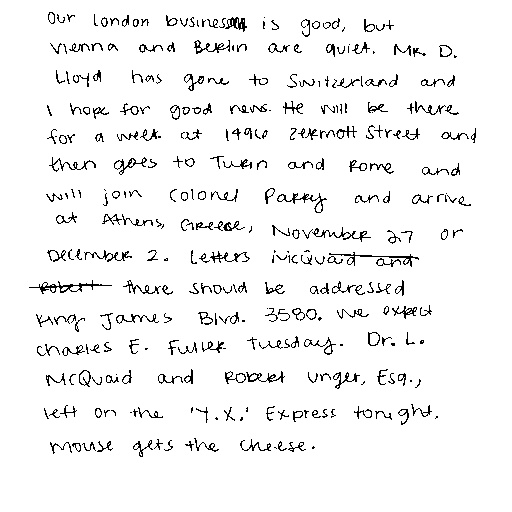 Our London business is good, but
Vienna and Berlin are quiet. Mr. D.
Lloyd has gone to Switzerland and
I hope for good news. He will be there
for a week at 1496 Zermott Street and
then goes to Turin and Rome and
will join Colonel Parry and arrive
at Athens, Greece, November 27 or
December 2. Letters McQuaid and
Robert there should be addressed
King James Blvd. 3580. We expect
Charles E. Fuller Tuesday. Dr. L.
McQuaid and Robert Unger, Esq.,
left on the 'Y.X.' Express tonight.
Mouse gets the cheese.